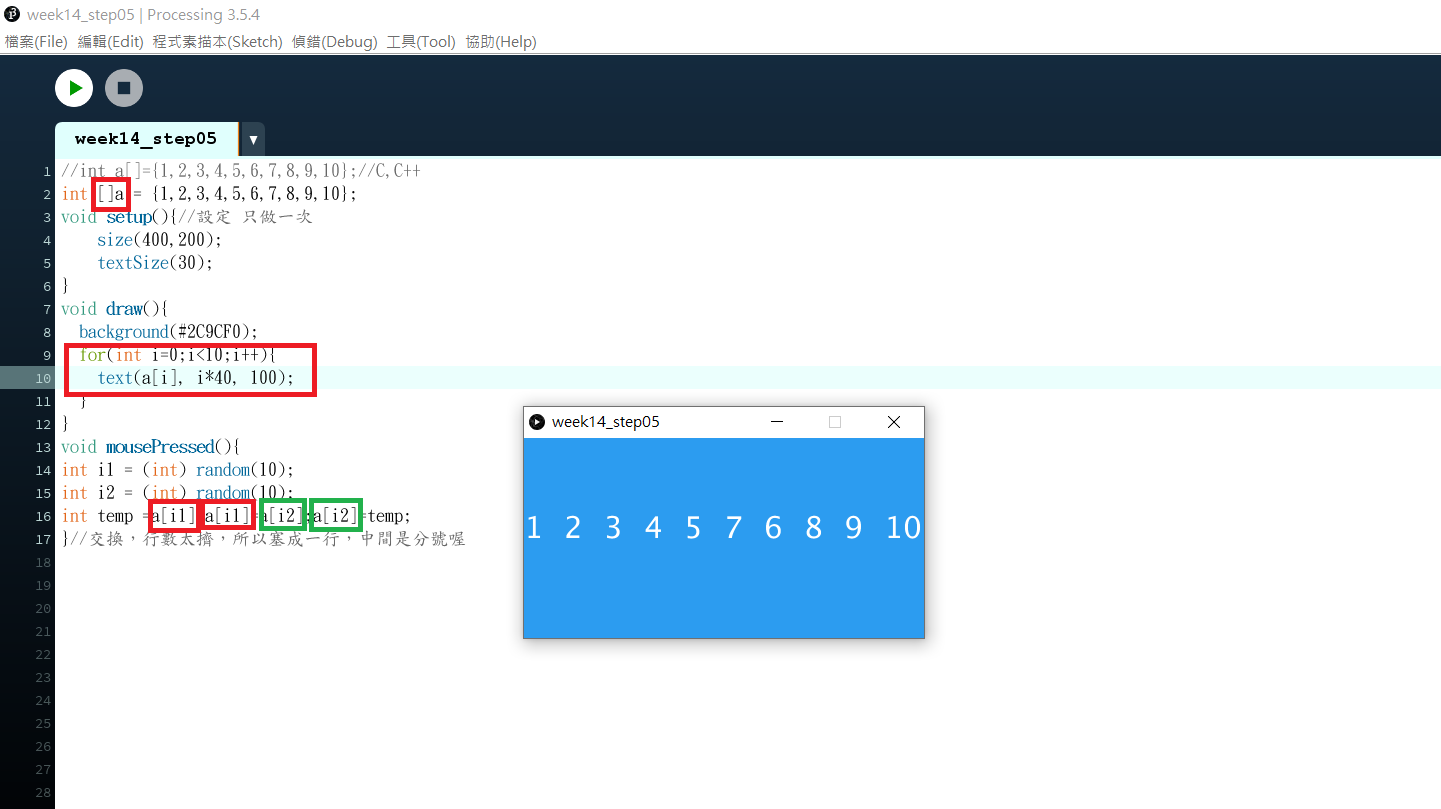 week14_step05 | Processing 3.5.4
檔案(File) 編輯(Edit) 程式素描本(Sketch) 偵錯(Debug) 工具(Tool) 協助(Help)
week14_step05 ▼
1 //int a[]={1,2,3,4,5,6,7,8,9,10};//C,C++
2 int []a = {1,2,3,4,5,6,7,8,9,10};
3 void setup(){//設定 只做一次
4 size(400,200);
5 textSize(30);
6 }
7 void draw(){
8 background(#2C9CF0);
9 for(int i=0;i<10;i++){
10 text(a[i], i*40, 100);
11 }
12 }
13 void mousePressed(){
14 int i1 = (int) random(10);
15 int i2 = (int) random(10);
16 int temp =a[i1];a[i1]=a[i2];a[i2]=temp;
17 }//交換，行數太擠，所以塞成一行，中間是分號喔
18
19
20
21
22
23
24
25
26
27
28
week14_step05
1 2 3 4 5 7 6 8 9 10